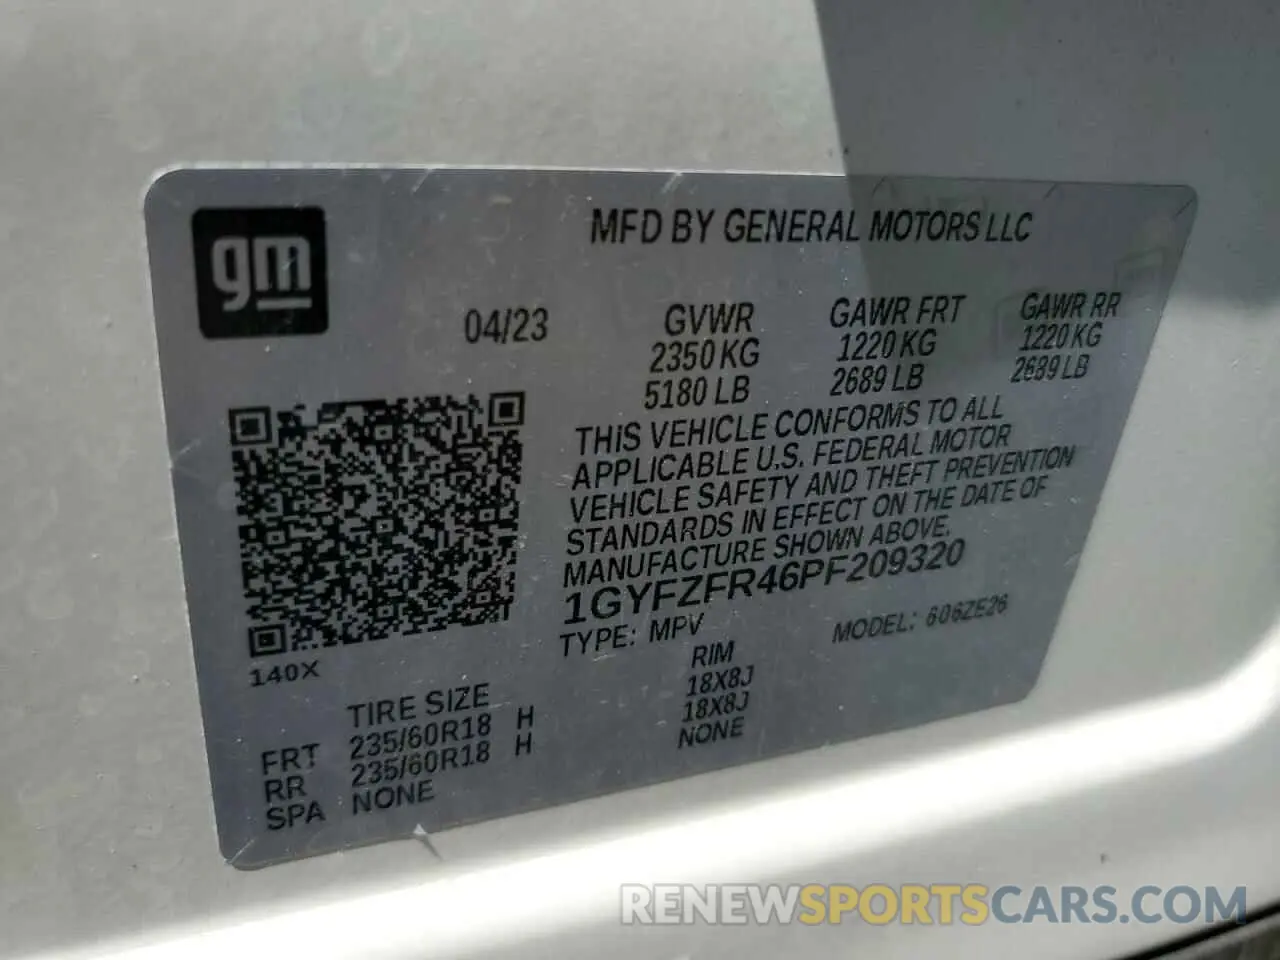 gm
MFD BY GENERAL MOTORS LLC
04/23 GVWR GAWR FRT GAWR RR
2350 KG 1220 KG 1220 KG
5180 LB 2689 LB 2689 LB
THIS VEHICLE CONFORMS TO ALL
APPLICABLE U.S. FEDERAL MOTOR
VEHICLE SAFETY AND THEFT PREVENTION
STANDARDS IN EFFECT ON THE DATE OF
MANUFACTURE SHOWN ABOVE.
1GYFZFR46PF209320
TYPE: MPV MODEL: 606ZE26
140X
TIRE SIZE RIM
FRT 235/60R18 H 18X8J
RR 235/60R18 H 18X8J
SPA NONE NONE
RENEWSPORTSCARS.COM